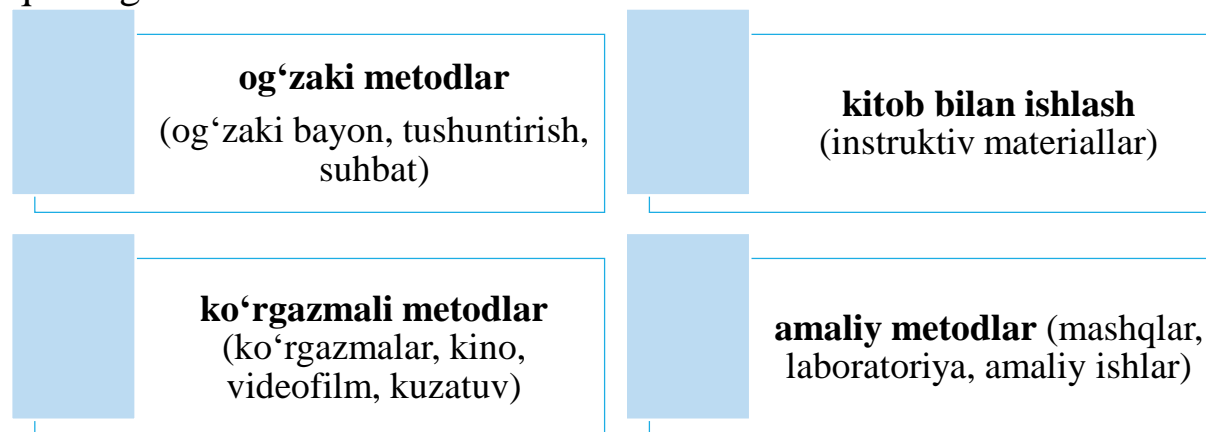 og‘zaki metodlar
(og‘zaki bayon, tushuntirish,
suhbat)
kitob bilan ishlash
(instruktiv materiallar)
ko‘rgazmali metodlar
(ko‘rgazmalar, kino,
videofilm, kuzatuv)
amaliy metodlar (mashqlar,
laboratoriya, amaliy ishlar)